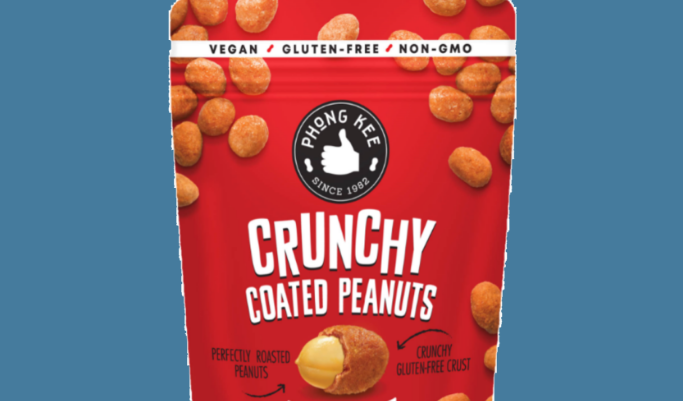 VEGAN / GLUTEN-FREE / NON-GMO
PHONG KEE
SINCE 1982
CRUNCHY
COATED PEANUTS
PERFECTLY ROASTED
PEANUTS
CRUNCHY
GLUTEN-FREE CRUST